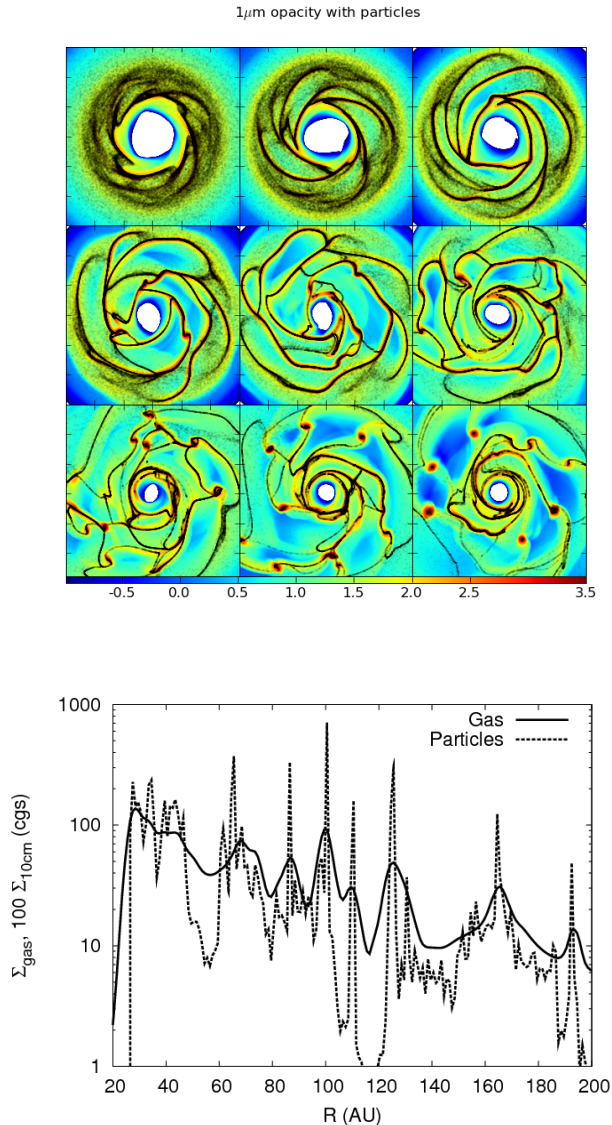 1μm opacity with particles
-0.5 0.0 0.5 1.0 1.5 2.0 2.5 3.5
1000
Gas
Particles
100
10
1
Σgas, 100 Σ10cm (cgs)
20 40 60 80 100 120 140 160 180 200
R (AU)